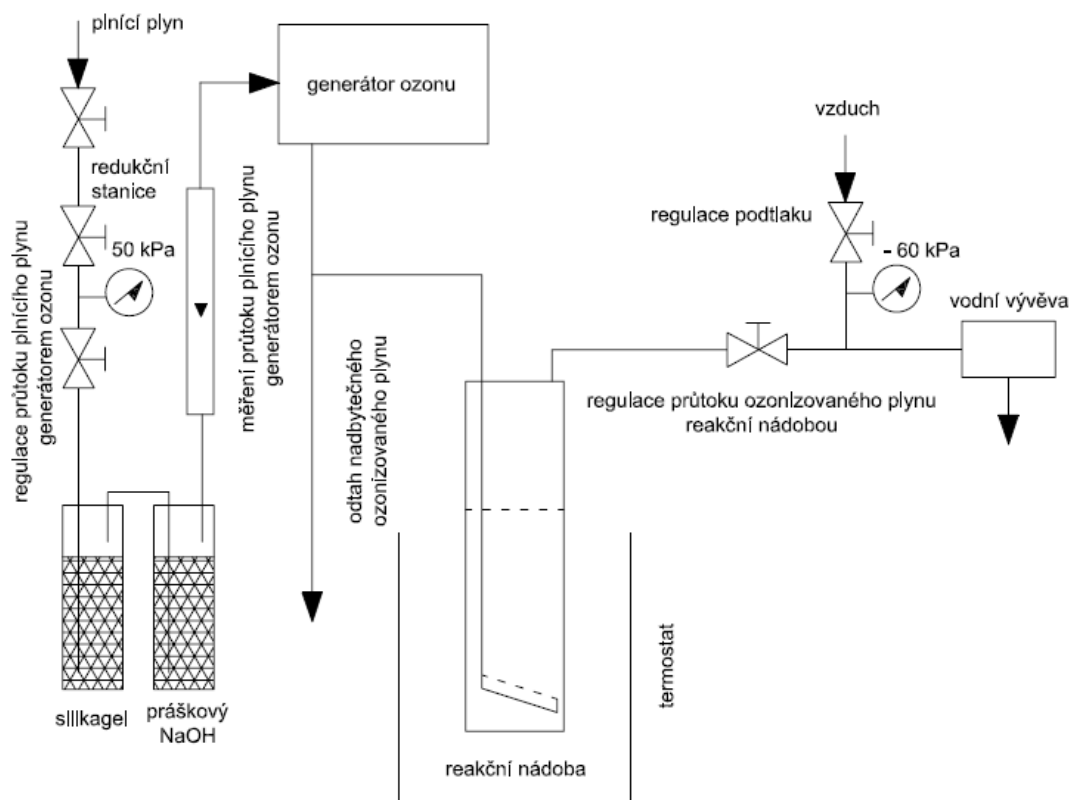 plnící plyn
redukční
stanice
50 kPa
regulace průtoku plnícího plynu
generátorem ozonu
sIlIkagel
práškový
NaOH
měření průtoku plnícího plynu
generátorem ozonu
generátor ozonu
odtah nadbytečného
ozonizovaného plynu
reakční nádoba
termostat
vzduch
regulace podtlaku
- 60 kPa
vodní vývěva
regulace průtoku ozonIzovaného plynu
reakční nádobou